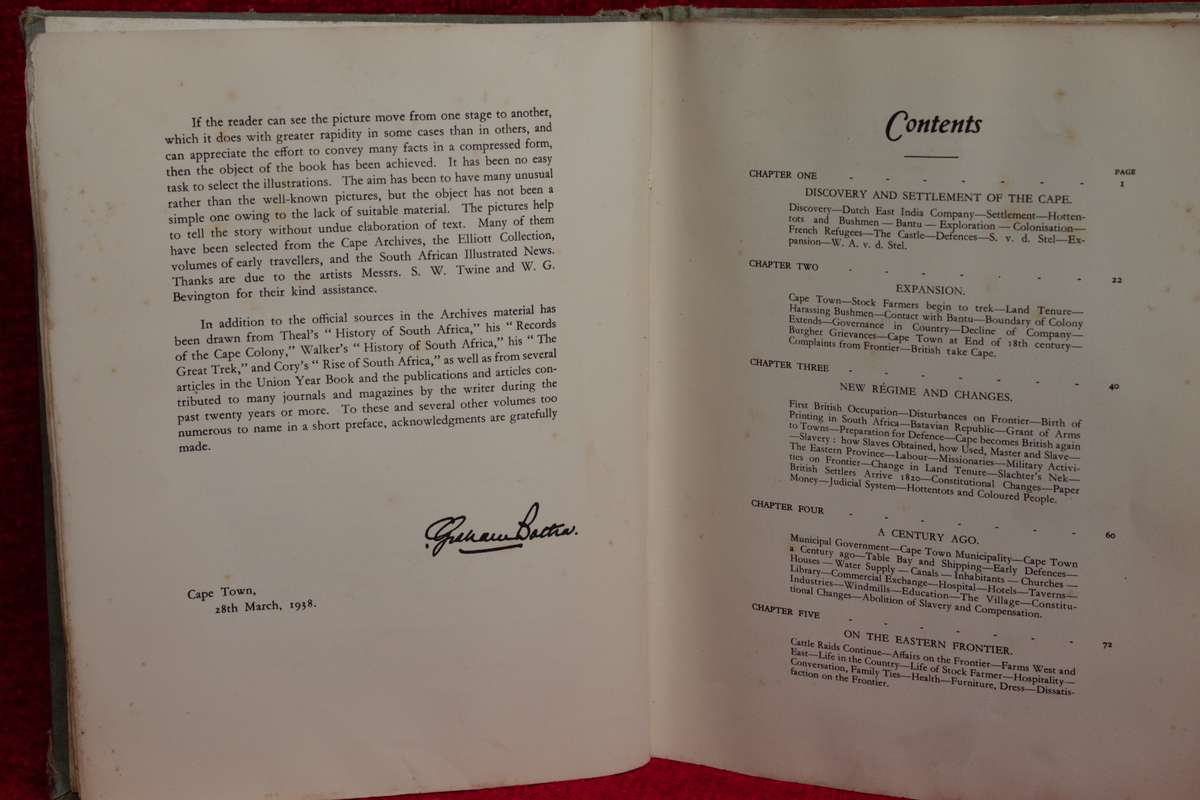 If the reader can see the picture move from one stage to another,
which it does with greater rapidity in some cases than in others, and
can appreciate the effort to convey many facts in a compressed form,
then the object of the book has been achieved. It has been no easy
task to select the illustrations. The aim has been to have many unusual
rather than the well-known pictures, but the object has not been a
simple one owing to the lack of suitable material. The pictures help
to tell the story without undue elaboration of text. Many of them
have been selected from the Cape Archives, the Elliott Collection,
volumes of early travellers, and the South African Illustrated News.
Thanks are due to the artists Messrs. S. W. Twine and W. G.
Bevington for their kind assistance.
In addition to the official sources in the Archives material has
been drawn from Theal's “ History of South Africa,” his “ Records
of the Cape Colony,” Walker's “ History of South Africa,” his “ The
Great Trek,” and Cory's “ Rise of South Africa,” as well as from several
articles in the Union Year Book and the publications and articles con-
tributed to many journals and magazines by the writer during the
past twenty years or more. To these and several other volumes too
numerous to name in a short preface, acknowledgments are gratefully
made.
Graham Botha.
Cape Town,
28th March, 1938.
Contents
PAGE
CHAPTER ONE - - - - - - - 1
DISCOVERY AND SETTLEMENT OF THE CAPE.
Discovery—Dutch East India Company—Settlement—Hotten-
tots and Bushmen — Bantu — Exploration — Colonisation—
French Refugees—The Castle—Defences—S. v. d. Stel—Ex-
pansion—W. A. v. d. Stel.
CHAPTER TWO - - - - - - - 22
EXPANSION.
Cape Town—Stock Farmers begin to trek—Land Tenure—
Harassing Bushmen—Contact with Bantu—Boundary of Colony
Extends—Governance in Country—Decline of Company—
Burgher Grievances—Cape Town at End of 18th century—
Complaints from Frontier—British take Cape.
CHAPTER THREE - - - - - - - 40
NEW RÉGIME AND CHANGES.
First British Occupation—Disturbances on Frontier—Birth of
Printing in South Africa—Batavian Republic—Grant of Arms
to Towns—Preparation for Defence—Cape becomes British again
—Slavery : how Slaves Obtained, how Used, Master and Slave—
The Eastern Province—Labour—Missionaries—Military Activi-
ties on Frontier—Change in Land Tenure—Slachter's Nek—
British Settlers Arrive 1820—Constitutional Changes—Paper
Money—Judicial System—Hottentots and Coloured People.
CHAPTER FOUR - - - - - - - 60
A CENTURY AGO.
Municipal Government—Cape Town Municipality—Cape Town
a Century ago—Table Bay and Shipping—Early Defences—
Houses — Water Supply — Canals — Inhabitants — Churches —
Library—Commercial Exchange—Hospital—Hotels—Taverns—
Industries—Windmills—Education—The Village—Constitu-
tional Changes—Abolition of Slavery and Compensation.
CHAPTER FIVE - - - - - - - 72
ON THE EASTERN FRONTIER.
Cattle Raids Continue—Affairs on the Frontier—Farms West and
East—Life in the Country—Life of Stock Farmer—Hospitality—
Conversation, Family Ties—Health—Furniture, Dress—Dissatis-
faction on the Frontier.